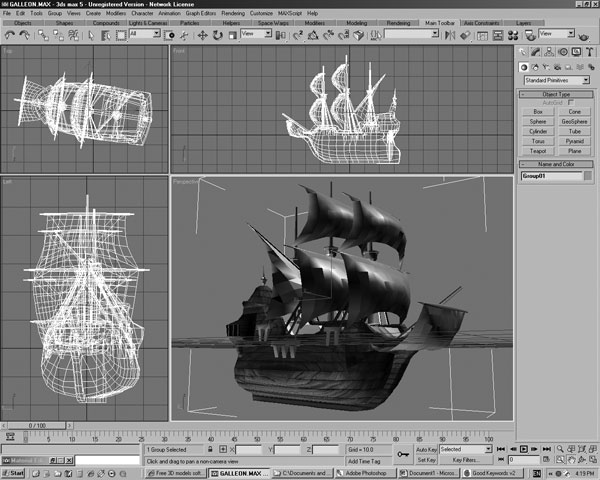 GALLEON.MAX - 3ds max 5 - Unregistered Version - Network License
File Edit Tools Group Views Create Modifiers Character Animation Graph Editors Rendering Customize MAXScript Help
Objects Shapes Compounds Lights & Cameras Particles Helpers Space Warps Modifiers Modeling Rendering Main Toolbar Axis Constraints Layers
All View View
Top Front
Standard Primitives
Object Type
AutoGrid
Box Cone
Sphere GeoSphere
Cylinder Tube
Torus Pyramid
Teapot Plane
Name and Color
Group01
Left Perspective
0 / 100
0 10 20 30 40 50 60 70 80 90 100
1 Group Selected X: Y: Z: Grid = 10.0 Auto Key Selected
Click and drag to pan a non-camera view Add Time Tag Set Key Key Filters... 0
Start Free 3D models soft... GALLEON.MAX ... C:\Documents and ... Adobe Photoshop Document1 - Micros... Good Keywords v2 EN 4:19 PM